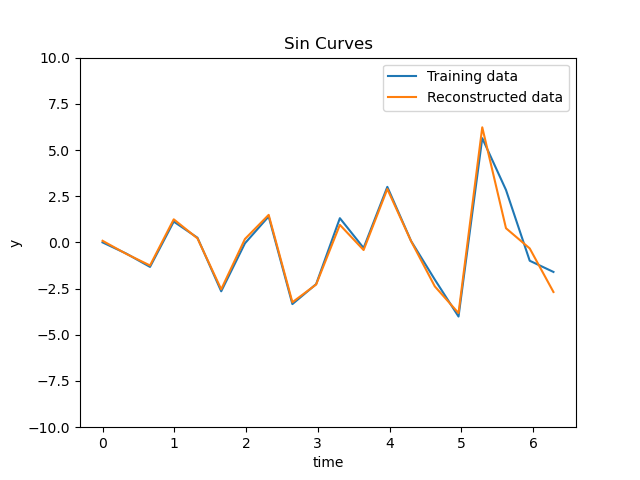 Sin Curves
Training data
Reconstructed data
10.0
7.5
5.0
2.5
0.0
−2.5
−5.0
−7.5
−10.0
y
0 1 2 3 4 5 6
time